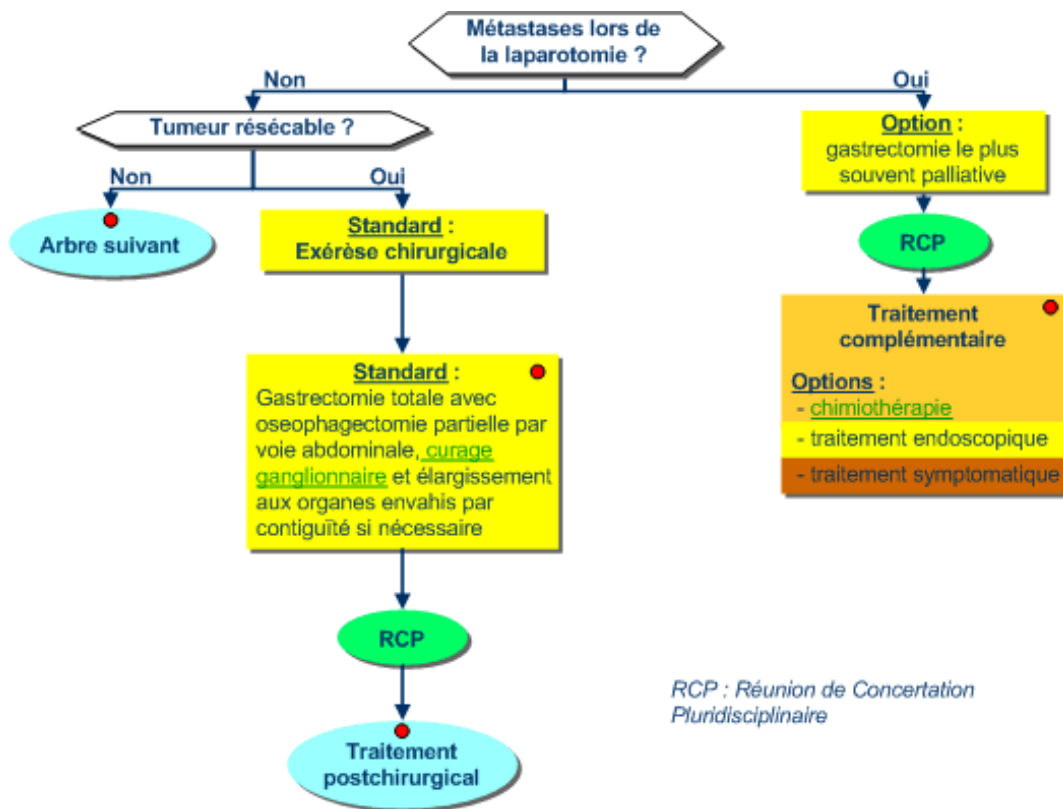 Métastases lors de
la laparotomie ?
Non
Oui
Tumeur résécable ?
Option :
gastrectomie le plus
souvent palliative
Non
Oui
Arbre suivant
Standard :
Exérèse chirurgicale
RCP
Traitement
complémentaire
Options :
- chimiothérapie
- traitement endoscopique
- traitement symptomatique
Standard :
Gastrectomie totale avec
oseophagectomie partielle par
voie abdominale, curage
ganglionnaire et élargissement
aux organes envahis par
contiguïté si nécessaire
RCP
RCP : Réunion de Concertation
Pluridisciplinaire
Traitement
postchirurgical